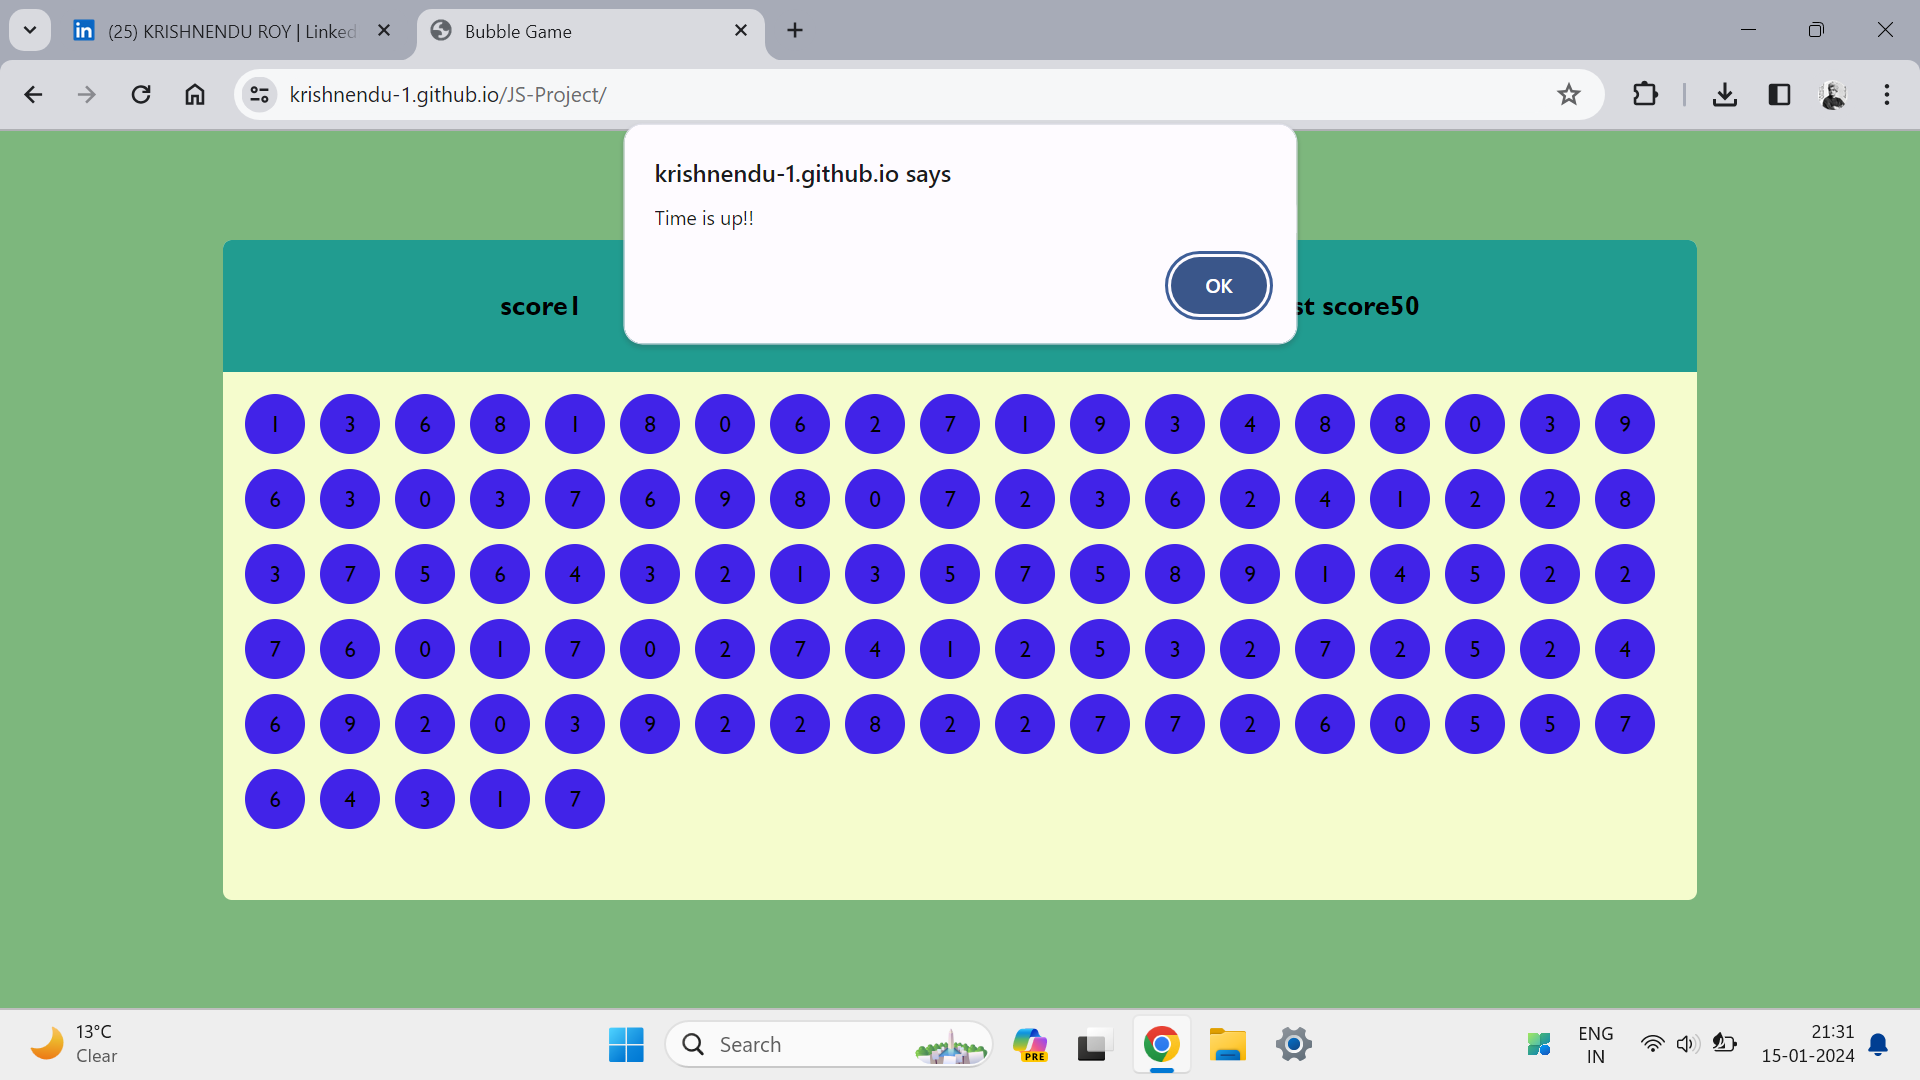 (25) KRISHNENDU ROY | Linked
Bubble Game
krishnendu-1.github.io/JS-Project/
krishnendu-1.github.io says
Time is up!!
OK
score1
st score50
1 3 6 8 1 8 0 6 2 7 1 9 3 4 8 8 0 3 9
6 3 0 3 7 6 9 8 0 7 2 3 6 2 4 1 2 2 8
3 7 5 6 4 3 2 1 3 5 7 5 8 9 1 4 5 2 2
7 6 0 1 7 0 2 7 4 1 2 5 3 2 7 2 5 2 4
6 9 2 0 3 9 2 2 8 2 2 7 7 2 6 0 5 5 7
6 4 3 1 7
13°C
Clear
Search
PRE
ENG
IN
21:31
15-01-2024